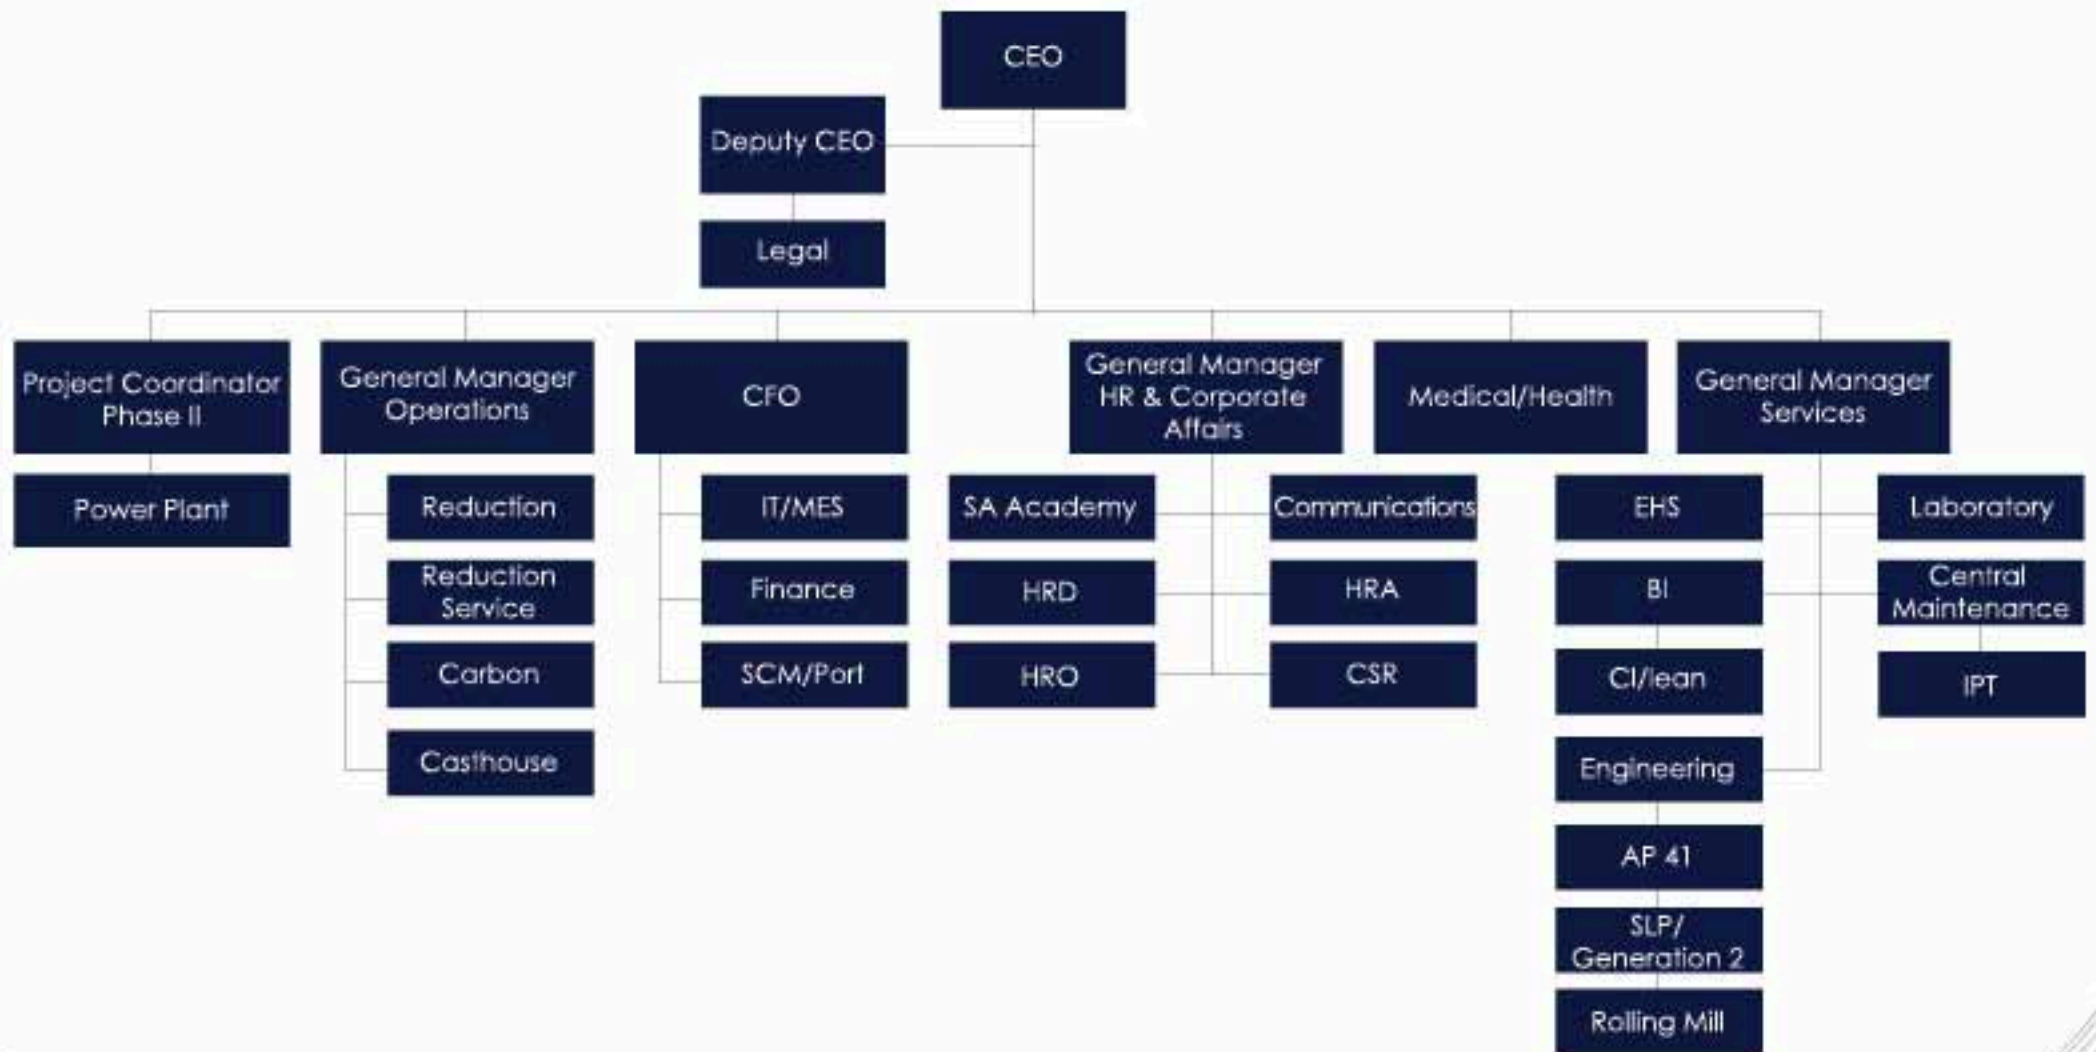 CEO
Deputy CEO
Legal
Project Coordinator
Phase II
General Manager
Operations
CFO
General Manager
HR & Corporate
Affairs
Medical/Health
General Manager
Services
Power Plant
Reduction
Reduction
Service
Carbon
Casthouse
IT/MES
Finance
SCM/Port
SA Academy
HRD
HRO
Communications
HRA
CSR
EHS
BI
CI/lean
Engineering
AP 41
SLP/
Generation 2
Rolling Mill
Laboratory
Central
Maintenance
IPT